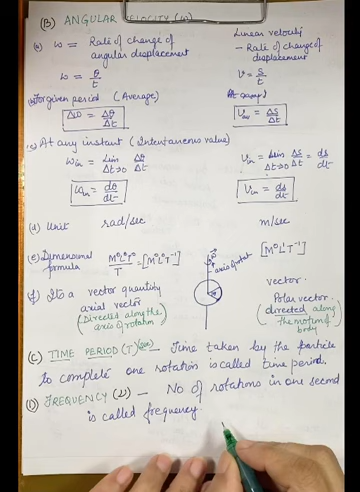 (B) ANGULAR VELOCITY (ω)
Linear velocity
(a) ω = Rate of change of angular displacement
- Rate of change of displacement
ω = θ/t
v = s/t
(b) For given period (Average)
Δω = Δθ/Δt
Vav = Δs/Δt
(c) At any instant (Intentaneous value)
ωin = Lim Δt→0 Δθ/Δt
Vin = Lim Δt→0 Δs/Δt = ds/dt
ωin = dθ/dt
Vin = ds/dt
(d) Unit rad/sec m/sec
(e) Dimensional formula M⁰L⁰T⁰/T = [M⁰L⁰T⁻¹]
[M⁰L¹T⁻¹]
axis of rotatn
(f) Its a vector quantity
axial vector
(Directed along the axis of rotation)
vector.
Polar vector.
(directed along the motion of body)
(C) TIME PERIOD (T) (sec) - Time taken by the particle
to complete one rotation is called time period.
(D) FREQUENCY (ν) - No of rotations in one second
is called frequency.